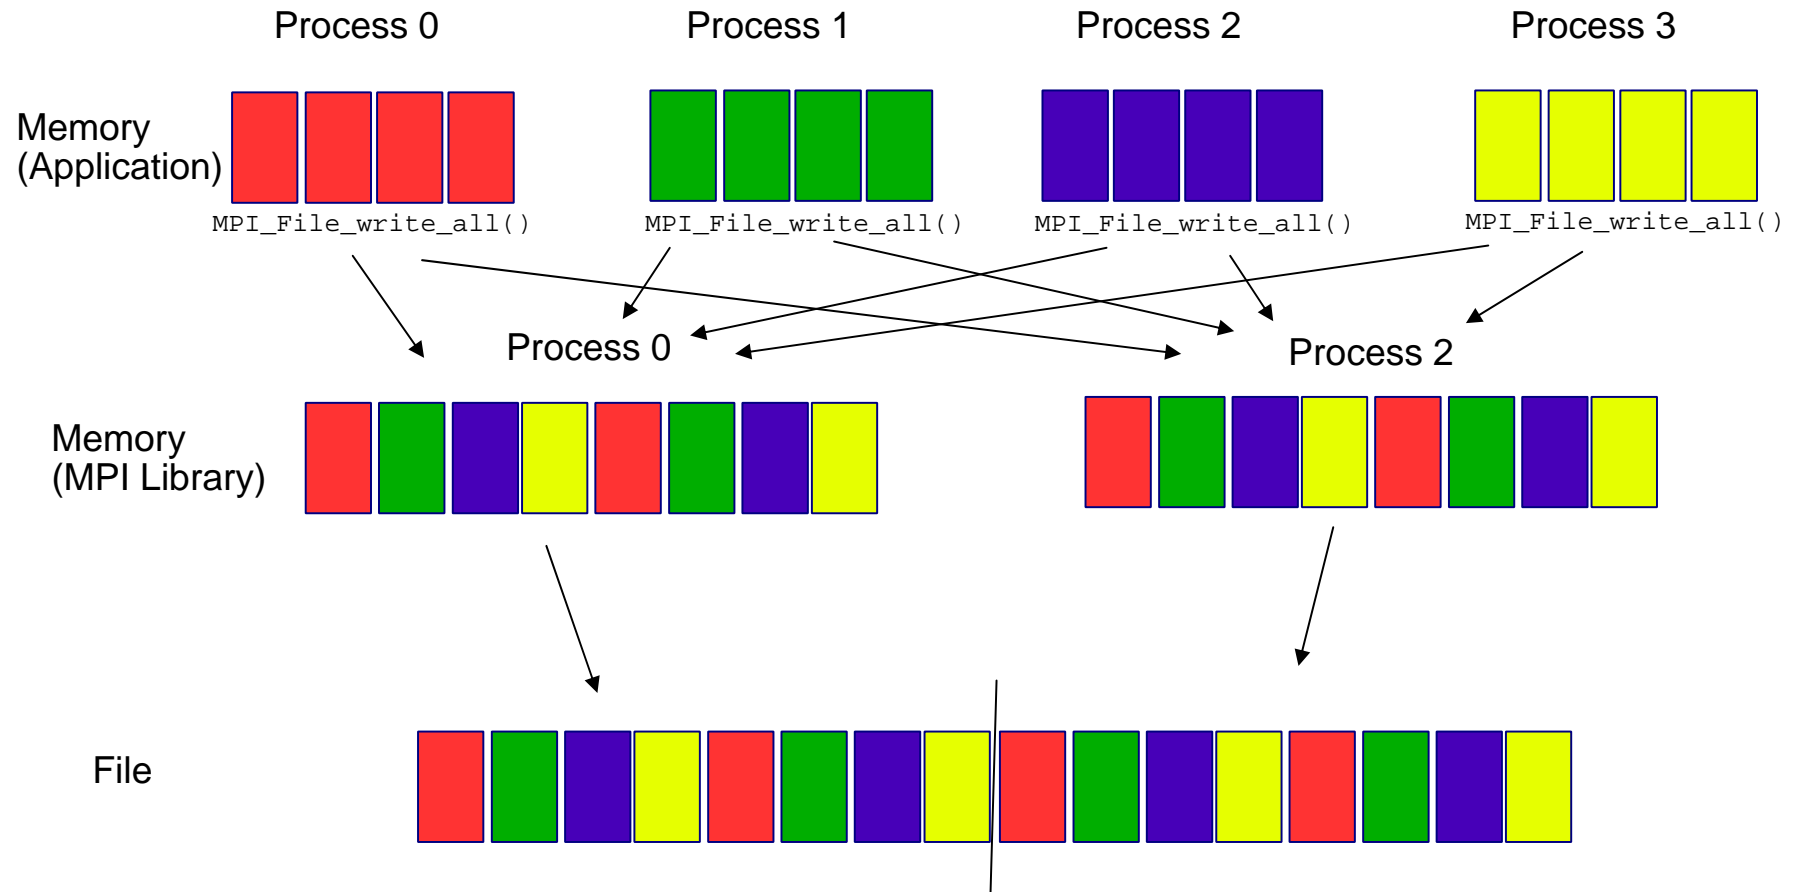 Process 0
Process 1
Process 2
Process 3
Memory
(Application)
MPI_File_write_all()
MPI_File_write_all()
MPI_File_write_all()
MPI_File_write_all()
Process 0
Process 2
Memory
(MPI Library)
File